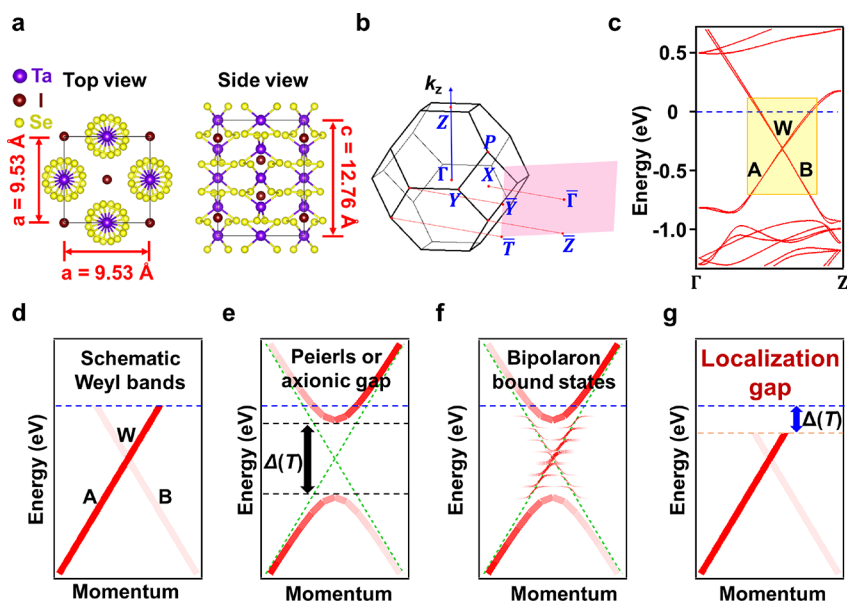 a
Ta
I
Se
Top view
Side view
a = 9.53 Å
a = 9.53 Å
c = 12.76 Å
b
k_z
Z
P
Γ
X
Y
Y̅
Γ̅
T̅
Z̅
c
Energy (eV)
0.5
0
-0.5
-1.0
W
A
B
Γ
Z
d
Schematic
Weyl bands
W
A
B
Energy (eV)
Momentum
e
Peierls or
axionic gap
Δ(T)
Energy (eV)
Momentum
f
Bipolaron
bound states
Energy (eV)
Momentum
g
Localization
gap
Δ(T)
Energy (eV)
Momentum